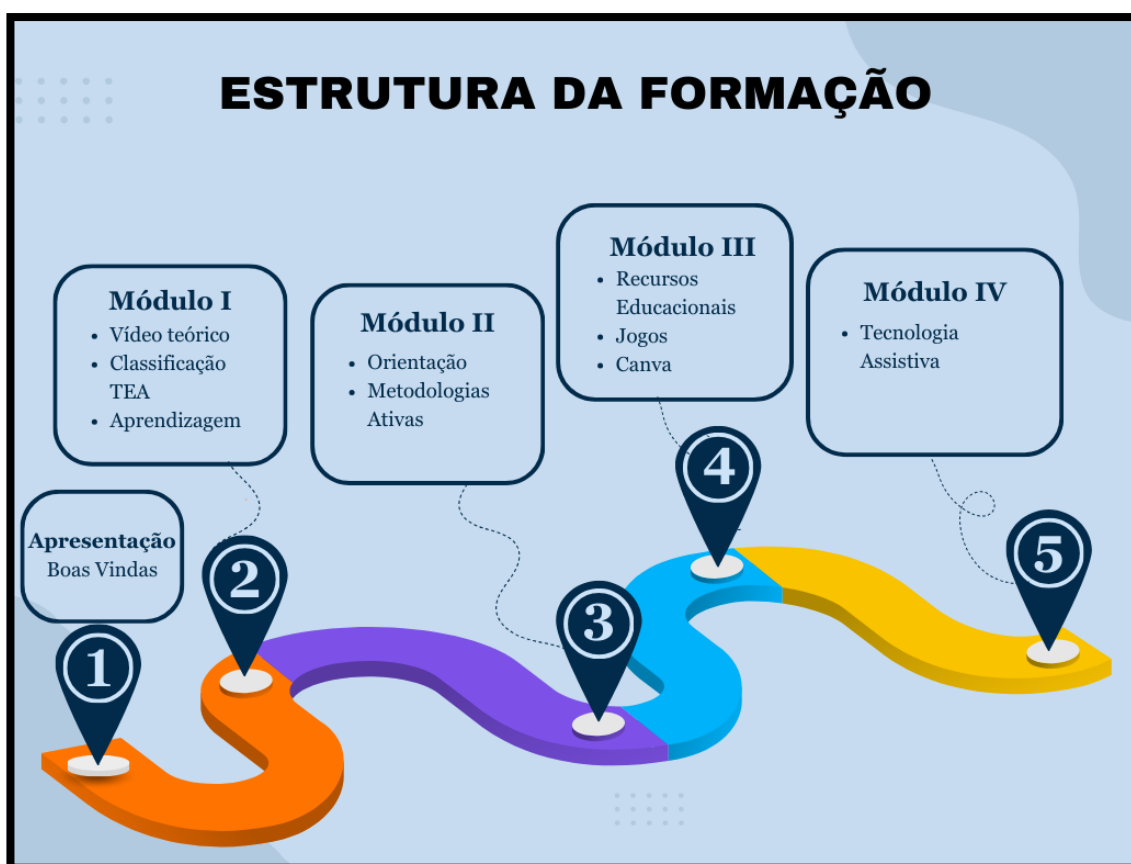 ESTRUTURA DA FORMAÇÃO
Apresentação
Boas Vindas
1
Módulo I
• Vídeo teórico
• Classificação
TEA
• Aprendizagem
2
Módulo II
• Orientação
• Metodologias
Ativas
3
Módulo III
• Recursos
Educacionais
• Jogos
• Canva
4
Módulo IV
• Tecnologia
Assistiva
5